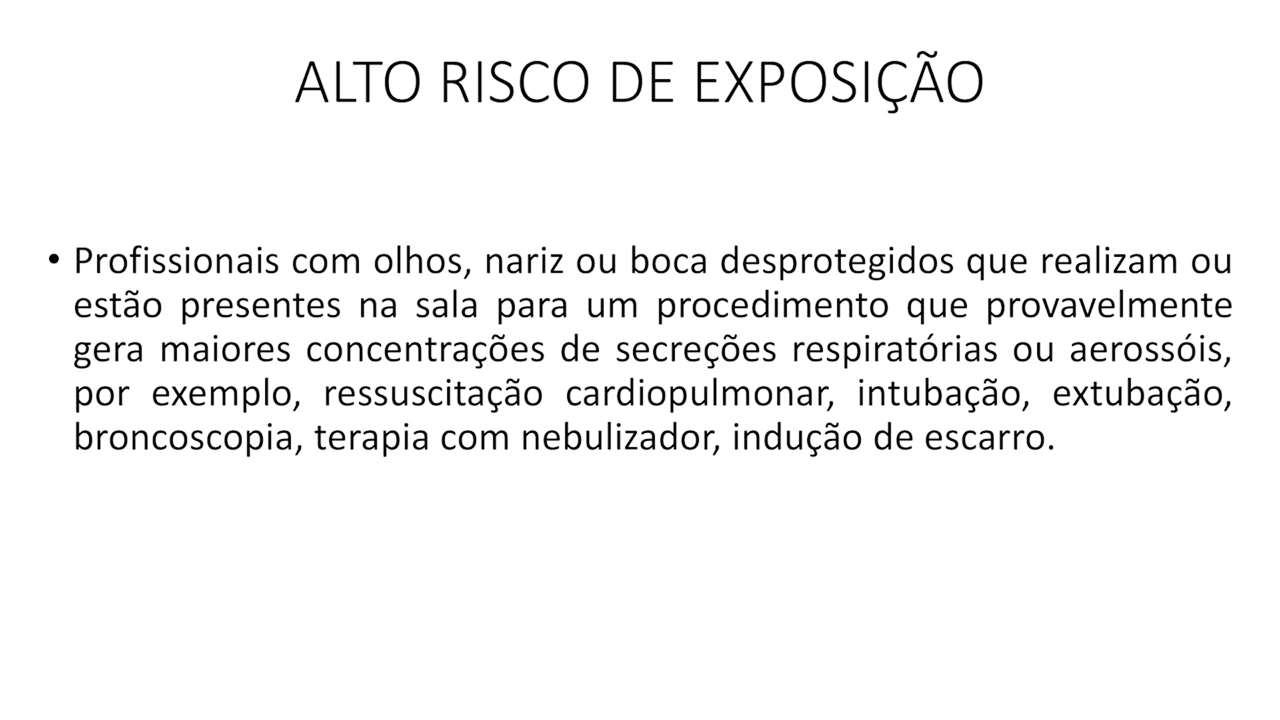 ALTO RISCO DE EXPOSIÇÃO
• Profissionais com olhos, nariz ou boca desprotegidos que realizam ou
estão presentes na sala para um procedimento que provavelmente
gera maiores concentrações de secreções respiratórias ou aerossóis,
por exemplo, ressuscitação cardiopulmonar, intubação, extubação,
broncoscopia, terapia com nebulizador, indução de escarro.